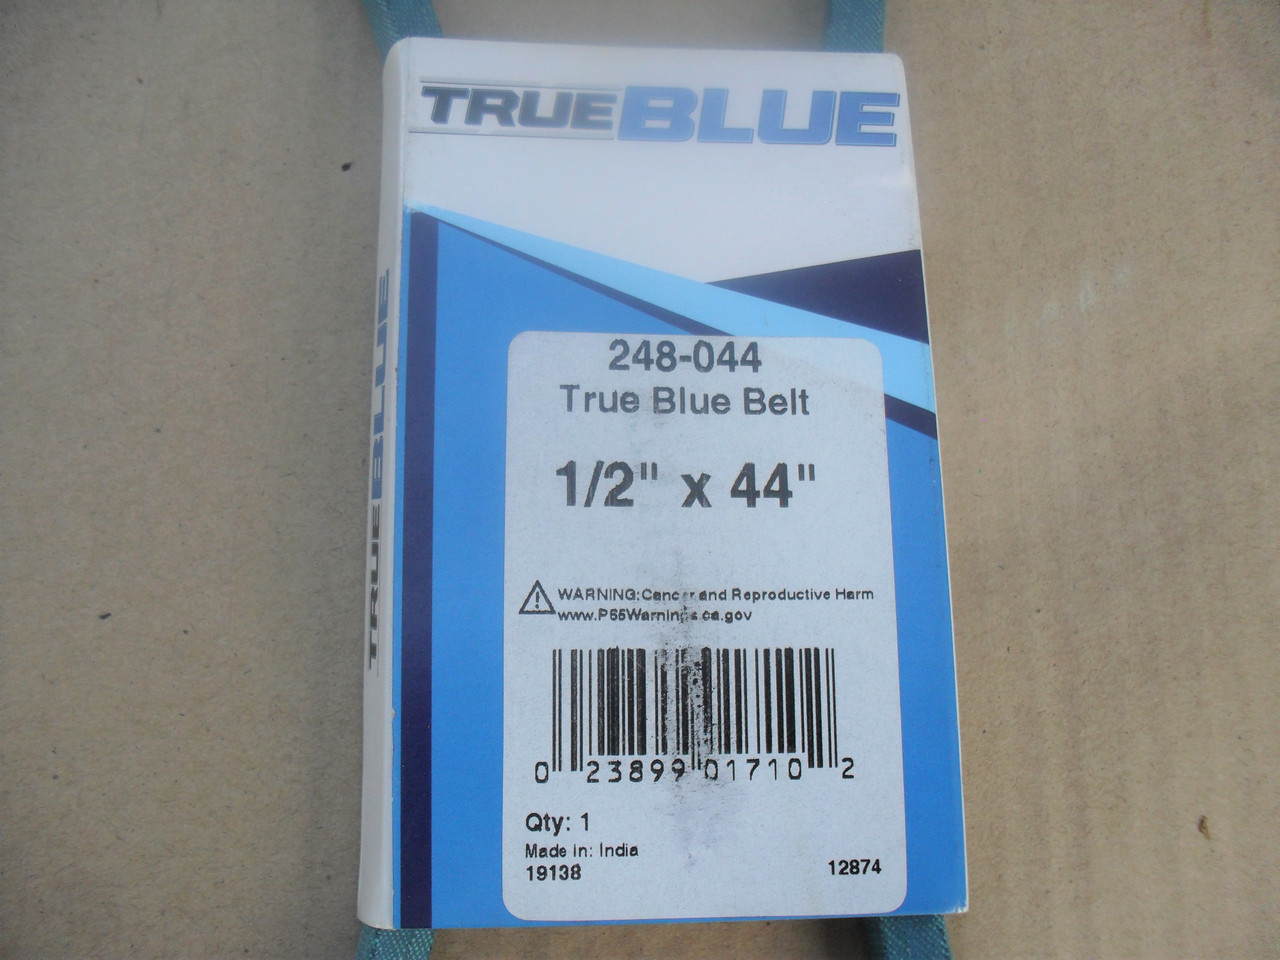 TRUEBLUE
TRUEBLUE
248-044
True Blue Belt
1/2" x 44"
WARNING: Cancer and Reproductive Harm
www.P65Warnings.ca.gov
0 23899 01710 2
Qty: 1
Made in: India
19138
12874